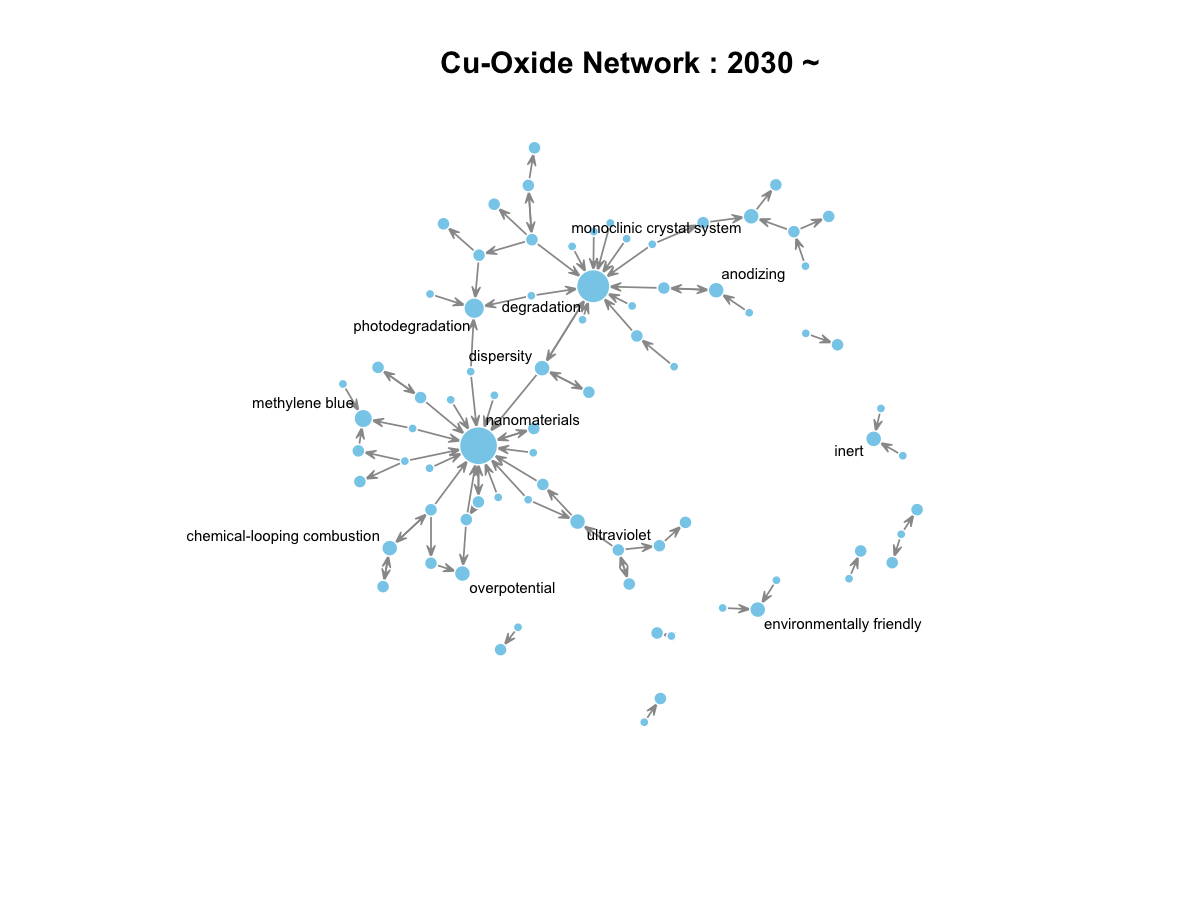 Cu-Oxide Network : 2030 ~
monoclinic crystal system
anodizing
degradation
photodegradation
dispersity
methylene blue
nanomaterials
inert
chemical-looping combustion
ultraviolet
overpotential
environmentally friendly